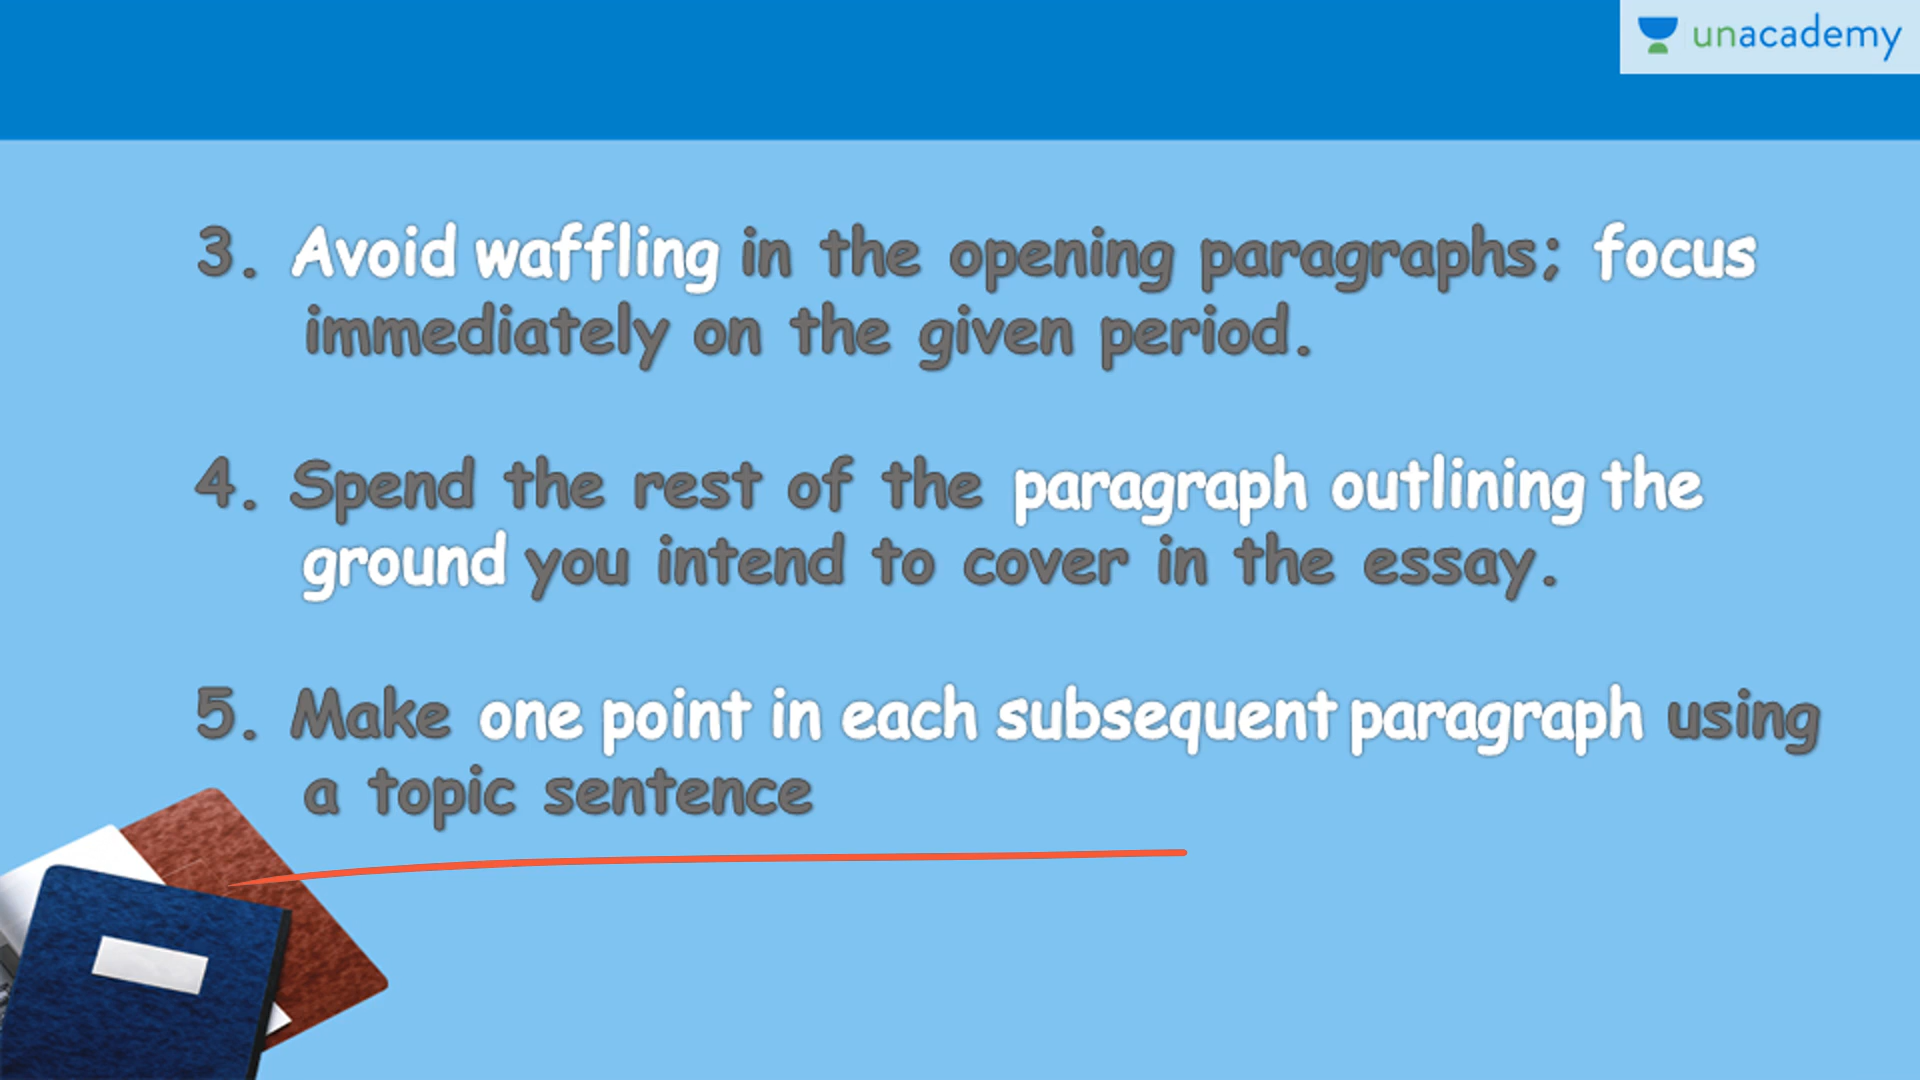 unacademy
3. Avoid waffling in the opening paragraphs; focus
immediately on the given period.
4. Spend the rest of the paragraph outlining the
ground you intend to cover in the essay.
5. Make one point in each subsequent paragraph using
a topic sentence